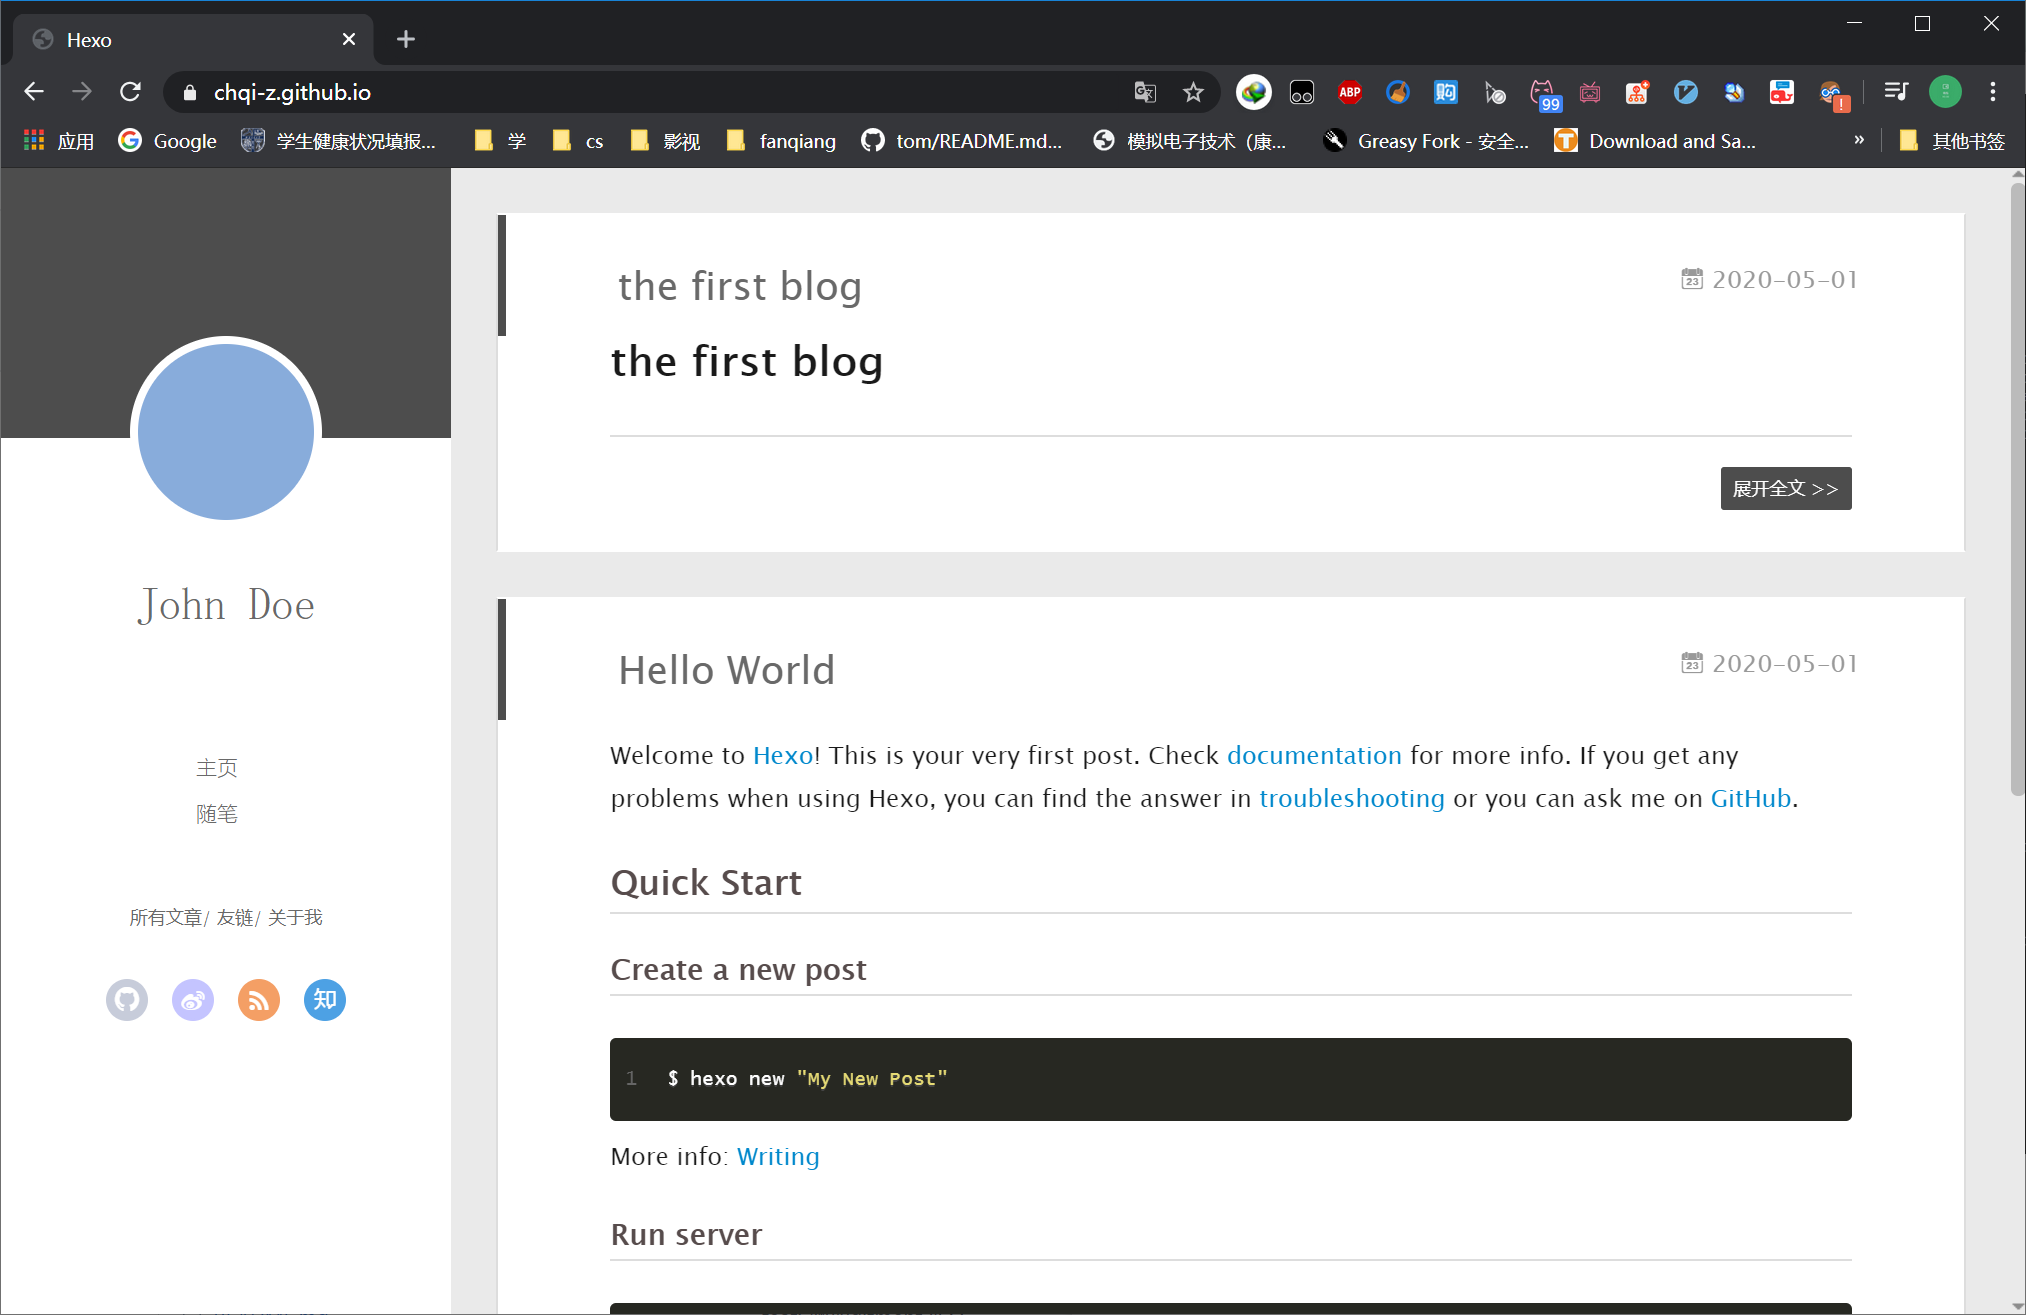 Hexo
chqi-z.github.io
ABP
购
99
!
应用
Google
学生健康状况填报...
学
cs
影视
fanqiang
tom/README.md...
模拟电子技术（康...
Greasy Fork - 安全...
Download and Sa...
»
其他书签
John Doe
主页
随笔
所有文章/ 友链/ 关于我
知
the first blog
23 2020-05-01
the first blog
展开全文 >>
Hello World
23 2020-05-01
Welcome to Hexo! This is your very first post. Check documentation for more info. If you get any
problems when using Hexo, you can find the answer in troubleshooting or you can ask me on GitHub.
Quick Start
Create a new post
1 $ hexo new "My New Post"
More info: Writing
Run server